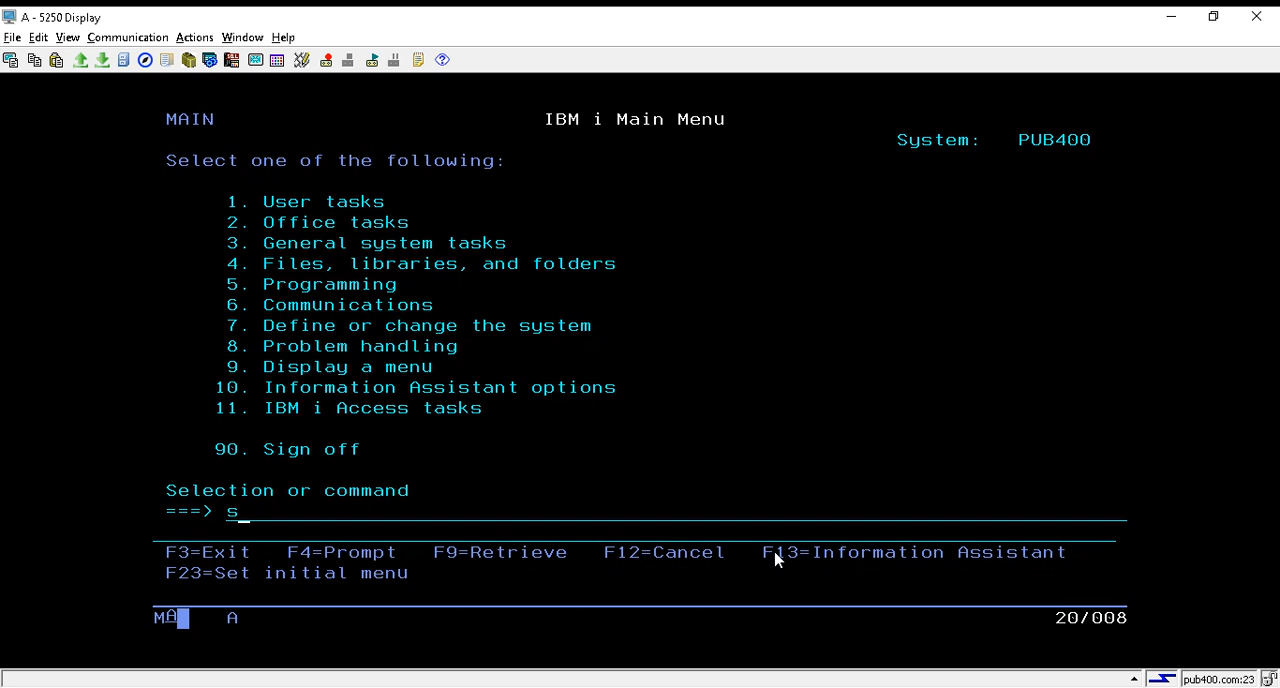 A - 5250 Display
File Edit View Communication Actions Window Help
MAIN IBM i Main Menu
System: PUB400
Select one of the following:
1. User tasks
2. Office tasks
3. General system tasks
4. Files, libraries, and folders
5. Programming
6. Communications
7. Define or change the system
8. Problem handling
9. Display a menu
10. Information Assistant options
11. IBM i Access tasks
90. Sign off
Selection or command
===> s_
F3=Exit F4=Prompt F9=Retrieve F12=Cancel F13=Information Assistant
F23=Set initial menu
MA A 20/008
pub400.com:23